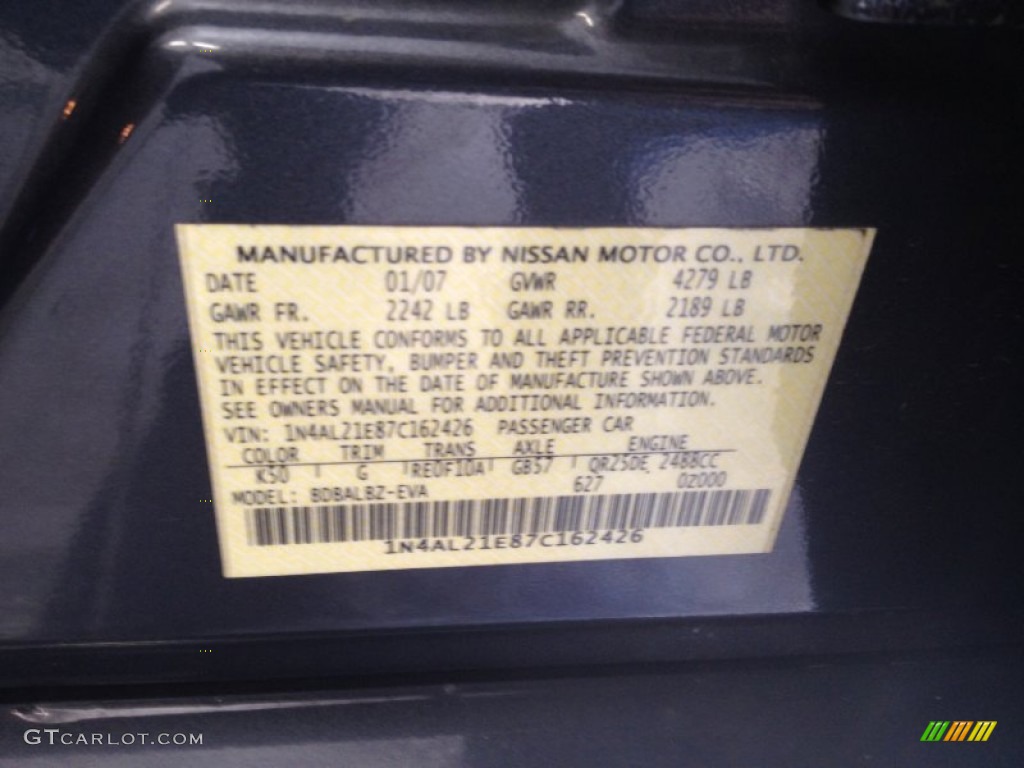 MANUFACTURED BY NISSAN MOTOR CO., LTD.
DATE 01/07 GVWR 4279 LB
GAWR FR. 2242 LB GAWR RR. 2189 LB
THIS VEHICLE CONFORMS TO ALL APPLICABLE FEDERAL MOTOR
VEHICLE SAFETY, BUMPER AND THEFT PREVENTION STANDARDS
IN EFFECT ON THE DATE OF MANUFACTURE SHOWN ABOVE.
SEE OWNERS MANUAL FOR ADDITIONAL INFORMATION.
VIN: 1N4AL21E87C162426 PASSENGER CAR
COLOR TRIM TRANS AXLE ENGINE
K50 G RE0F10A GB57 QR25DE 2488CC
627 0Z000
MODEL: BDBALBZ-EVA
1N4AL21E87C162426
GTCARLOT.COM